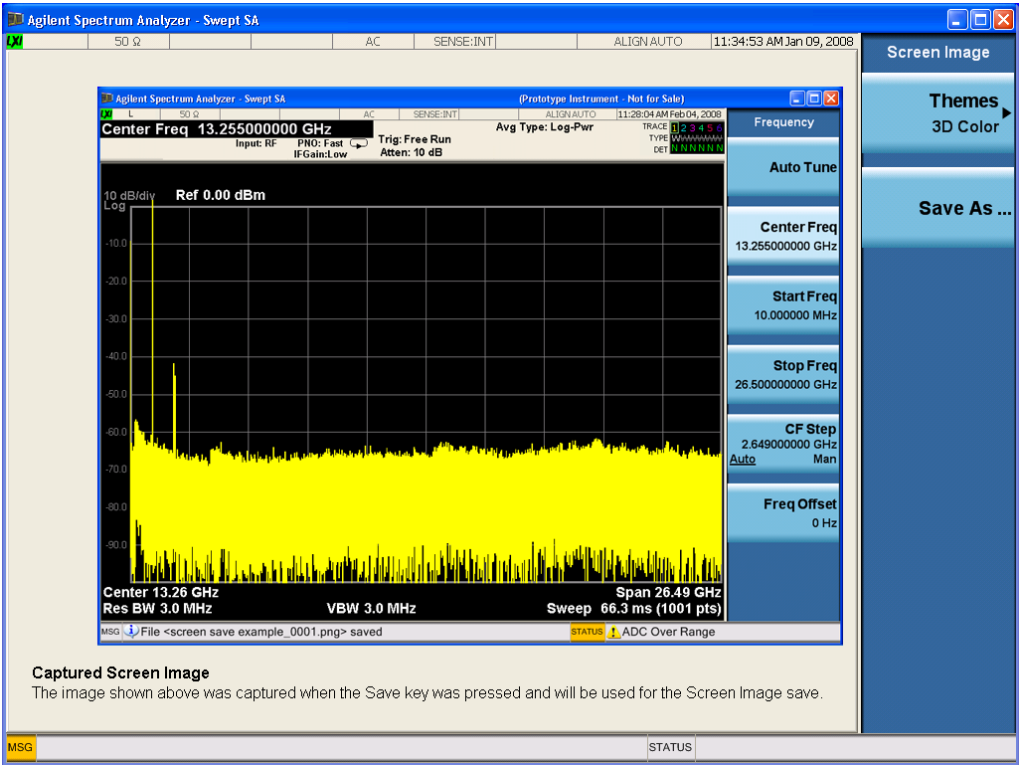 Agilent Spectrum Analyzer - Swept SA
LXI 50 Ω AC SENSE:INT ALIGN AUTO 11:34:53 AM Jan 09, 2008
Screen Image
Themes
3D Color
Save As ...
Agilent Spectrum Analyzer - Swept SA (Prototype Instrument - Not for Sale)
LXI L 50 Ω AC SENSE:INT ALIGNAUTO 11:28:04 AM Feb 04, 2008
Center Freq 13.255000000 GHz
Input: RF PNO: Fast
IFGain:Low
Trig: Free Run
Atten: 10 dB
Avg Type: Log-Pwr
TRACE 1 2 3 4 5 6
TYPE WWWWWW
DET N N N N N N
10 dB/div Ref 0.00 dBm
Log
-10.0
-20.0
-30.0
-40.0
-50.0
-60.0
-70.0
-80.0
-90.0
Center 13.26 GHz Span 26.49 GHz
Res BW 3.0 MHz VBW 3.0 MHz Sweep 66.3 ms (1001 pts)
MSG File <screen save example_0001.png> saved STATUS ADC Over Range
Frequency
Auto Tune
Center Freq
13.255000000 GHz
Start Freq
10.000000 MHz
Stop Freq
26.500000000 GHz
CF Step
2.649000000 GHz
Auto Man
Freq Offset
0 Hz
Captured Screen Image
The image shown above was captured when the Save key was pressed and will be used for the Screen Image save.
MSG STATUS